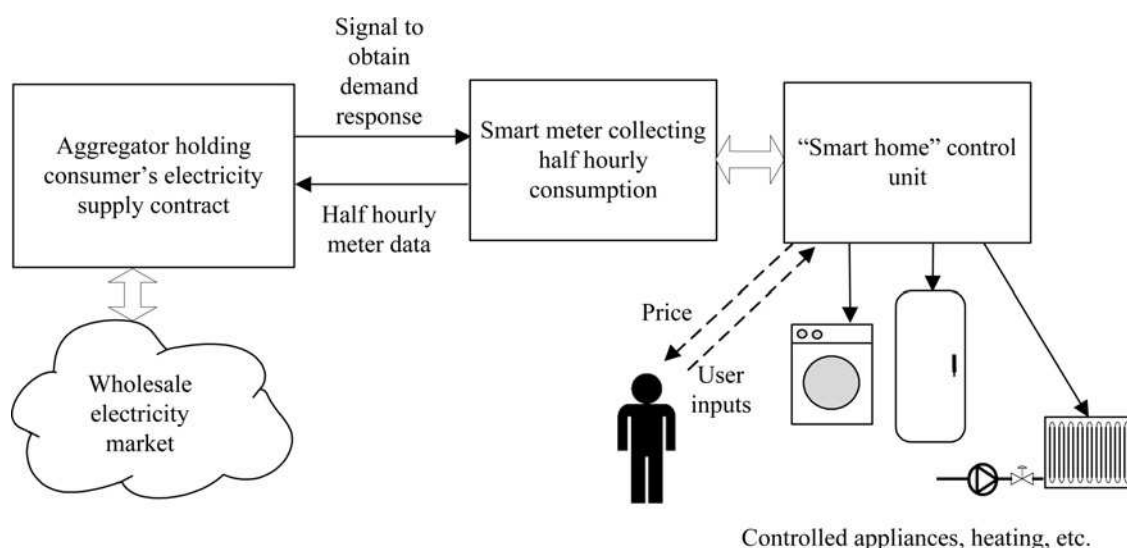 Signal to
obtain
demand
response
Aggregator holding
consumer’s electricity
supply contract
Smart meter collecting
half hourly
consumption
“Smart home” control
unit
Half hourly
meter data
Price
User
inputs
Wholesale
electricity
market
Controlled appliances, heating, etc.